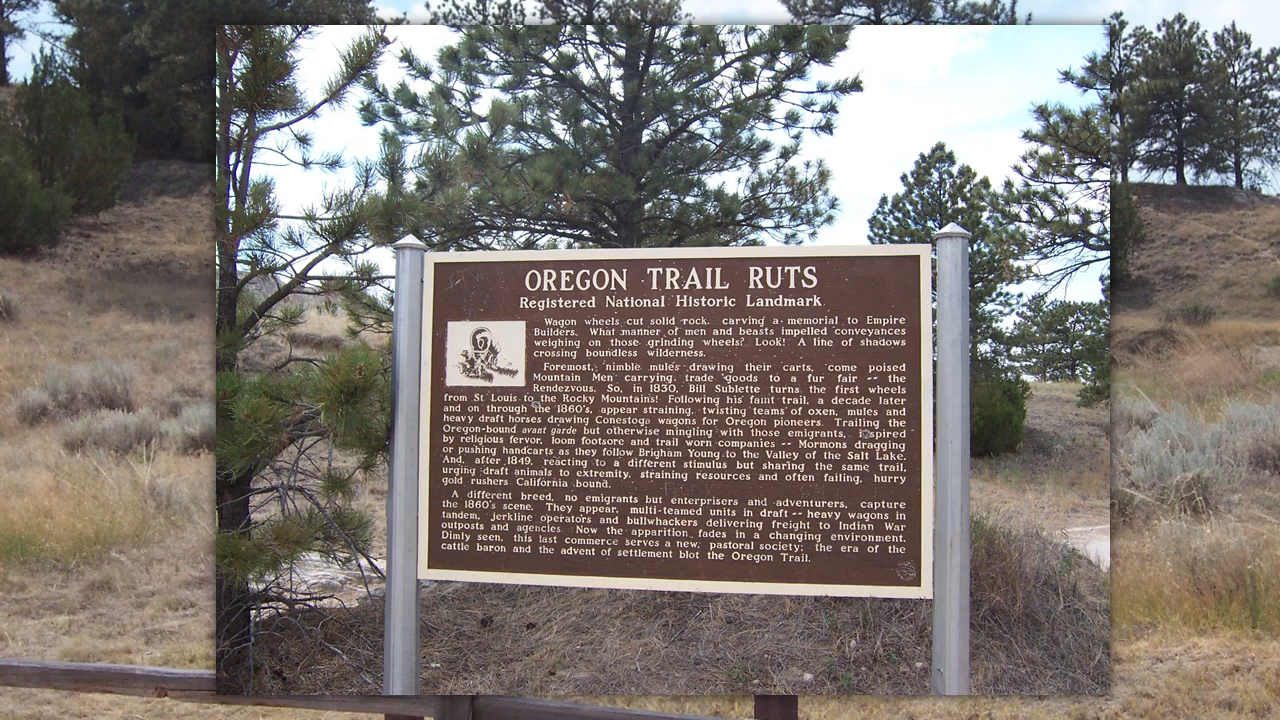 OREGON TRAIL RUTS
Registered National Historic Landmark
Wagon wheels cut solid rock, carving a memorial to Empire
Builders. What manner of men and beasts impelled conveyances
weighing on those grinding wheels? Look! A line of shadows
crossing boundless wilderness.
Foremost, nimble mules drawing their carts, come poised
Mountain Men carrying trade goods to a fur fair -- the
Rendezvous. So, in 1830, Bill Sublette turns the first wheels
from St Louis to the Rocky Mountains! Following his faint trail, a decade later
and on through the 1860's, appear straining, twisting teams of oxen, mules and
heavy draft horses drawing Conestoga wagons for Oregon pioneers. Trailing the
Oregon-bound avant garde but otherwise mingling with those emigrants, inspired
by religious fervor, loom footsore and trail worn companies -- Mormons dragging
or pushing handcarts as they follow Brigham Young to the Valley of the Salt Lake.
And, after 1849, reacting to a different stimulus but sharing the same trail,
urging draft animals to extremity, straining resources and often failing, hurry
gold rushers California bound.
A different breed, no emigrants but enterprisers and adventurers, capture
the 1860's scene. They appear, multi-teamed units in draft -- heavy wagons in
tandem, jerkline operators and bullwhackers delivering freight to Indian War
outposts and agencies. Now the apparition fades in a changing environment.
Dimly seen, this last commerce serves a new, pastoral society; the era of the
cattle baron and the advent of settlement blot the Oregon Trail.